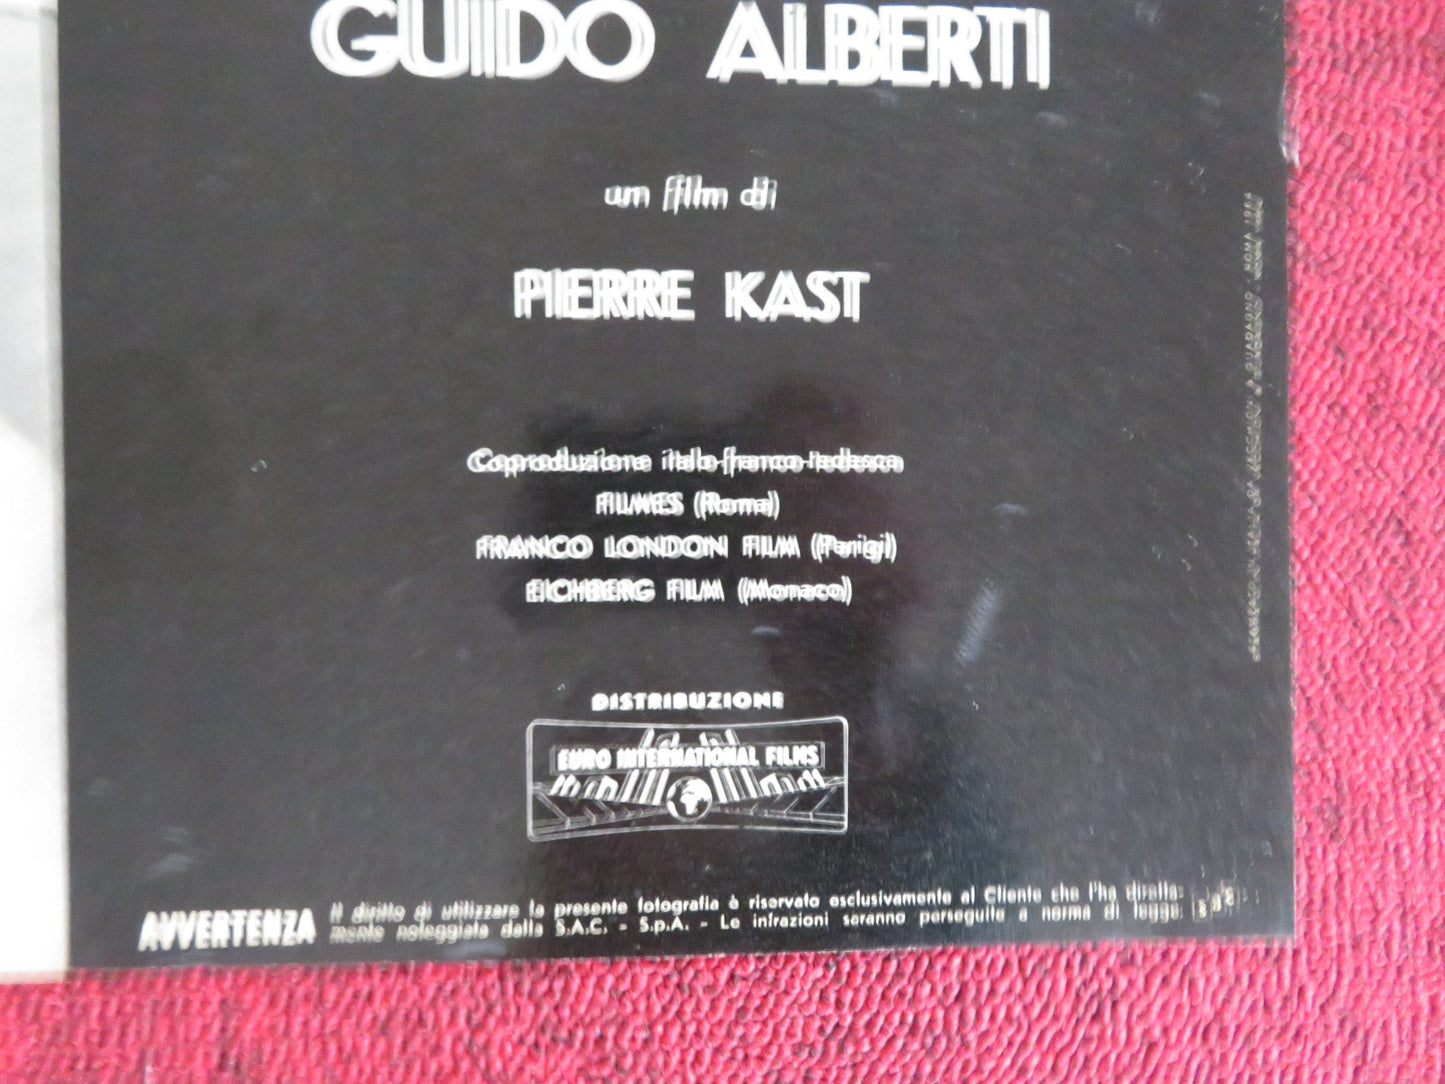 GUIDO ALBERTI
un film di
PIERRE KAST
Coproduzione italo-franco-tedesca
FILMES (Roma)
FRANCO LONDON FILM (Parigi)
EICHBERG FILM (Monaco)
DISTRIBUZIONE
EURO INTERNATIONAL FILMS
AVVERTENZA
Il diritto di utilizzare la presente fotografia è riservato esclusivamente al Cliente che l'ha diretta-
mente noleggiata dalla S.A.C. - S.p.A. - Le infrazioni saranno perseguite a norma di legge.
ROMA 1964